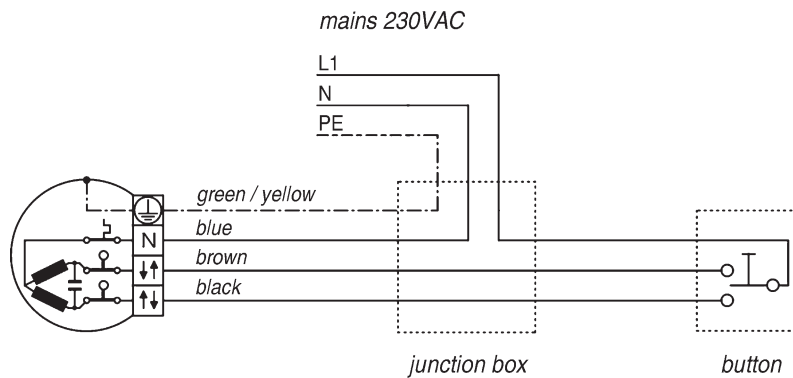 mains 230VAC
L1
N
PE
green / yellow
blue
N
brown
↓↑
black
↑↓
junction box
button